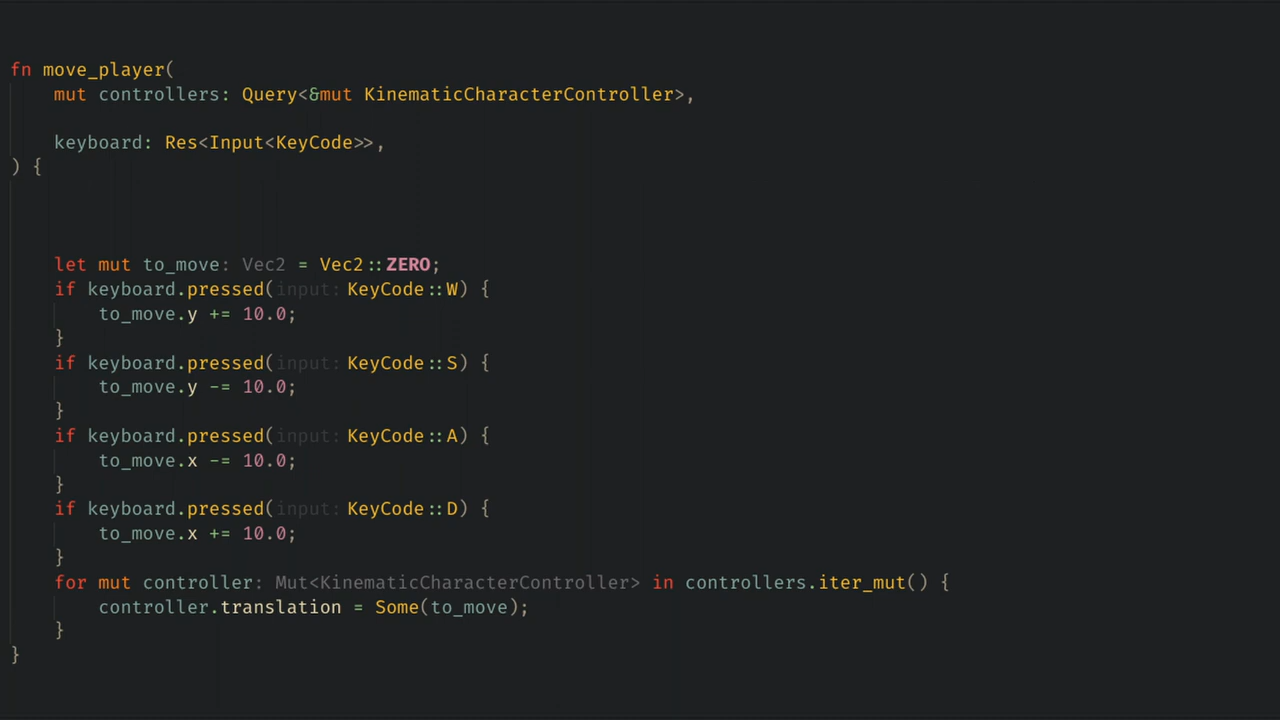 fn move_player(
    mut controllers: Query<&mut KinematicCharacterController>,
    keyboard: Res<Input<KeyCode>>,
) {
    let mut to_move: Vec2 = Vec2::ZERO;
    if keyboard.pressed(input: KeyCode::W) {
        to_move.y += 10.0;
    }
    if keyboard.pressed(input: KeyCode::S) {
        to_move.y -= 10.0;
    }
    if keyboard.pressed(input: KeyCode::A) {
        to_move.x -= 10.0;
    }
    if keyboard.pressed(input: KeyCode::D) {
        to_move.x += 10.0;
    }
    for mut controller: Mut<KinematicCharacterController> in controllers.iter_mut() {
        controller.translation = Some(to_move);
    }
}